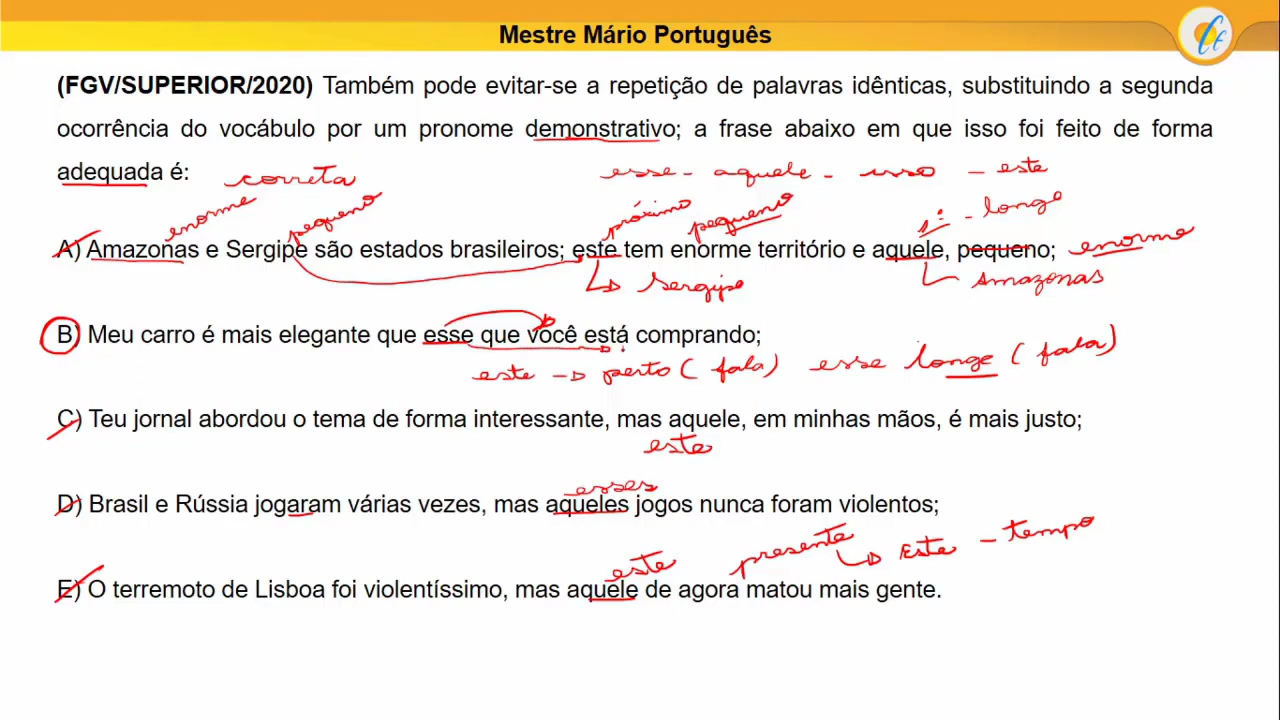 Mestre Mário Português
(FGV/SUPERIOR/2020) Também pode evitar-se a repetição de palavras idênticas, substituindo a segunda
ocorrência do vocábulo por um pronome demonstrativo; a frase abaixo em que isso foi feito de forma
adequada é:
correta
esse - aquele - isso - este
enorme
pequeno
próximo
pequeno
1º - longe
A) Amazonas e Sergipe são estados brasileiros; este tem enorme território e aquele, pequeno;
enorme
Sergipe
Amazonas
B) Meu carro é mais elegante que esse que você está comprando;
este → perto (fala) esse longe (fala)
C) Teu jornal abordou o tema de forma interessante, mas aquele, em minhas mãos, é mais justo;
este
esses
D) Brasil e Rússia jogaram várias vezes, mas aqueles jogos nunca foram violentos;
este
presente
Este - tempo
E) O terremoto de Lisboa foi violentíssimo, mas aquele de agora matou mais gente.